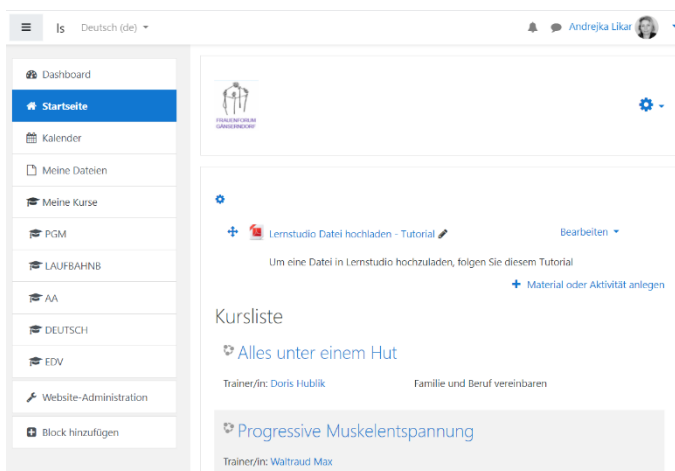 ls Deutsch (de)
Andrejka Likar
Dashboard
Startseite
Kalender
Meine Dateien
Meine Kurse
PGM
LAUFBAHNB
AA
DEUTSCH
EDV
Website-Administration
Block hinzufügen
FRAUENFORUM
GÄNSERNDORF
Lernstudio Datei hochladen - Tutorial
Bearbeiten
Um eine Datei in Lernstudio hochzuladen, folgen Sie diesem Tutorial
Material oder Aktivität anlegen
Kursliste
Alles unter einem Hut
Trainer/in: Doris Hublik
Familie und Beruf vereinbaren
Progressive Muskelentspannung
Trainer/in: Waltraud Max